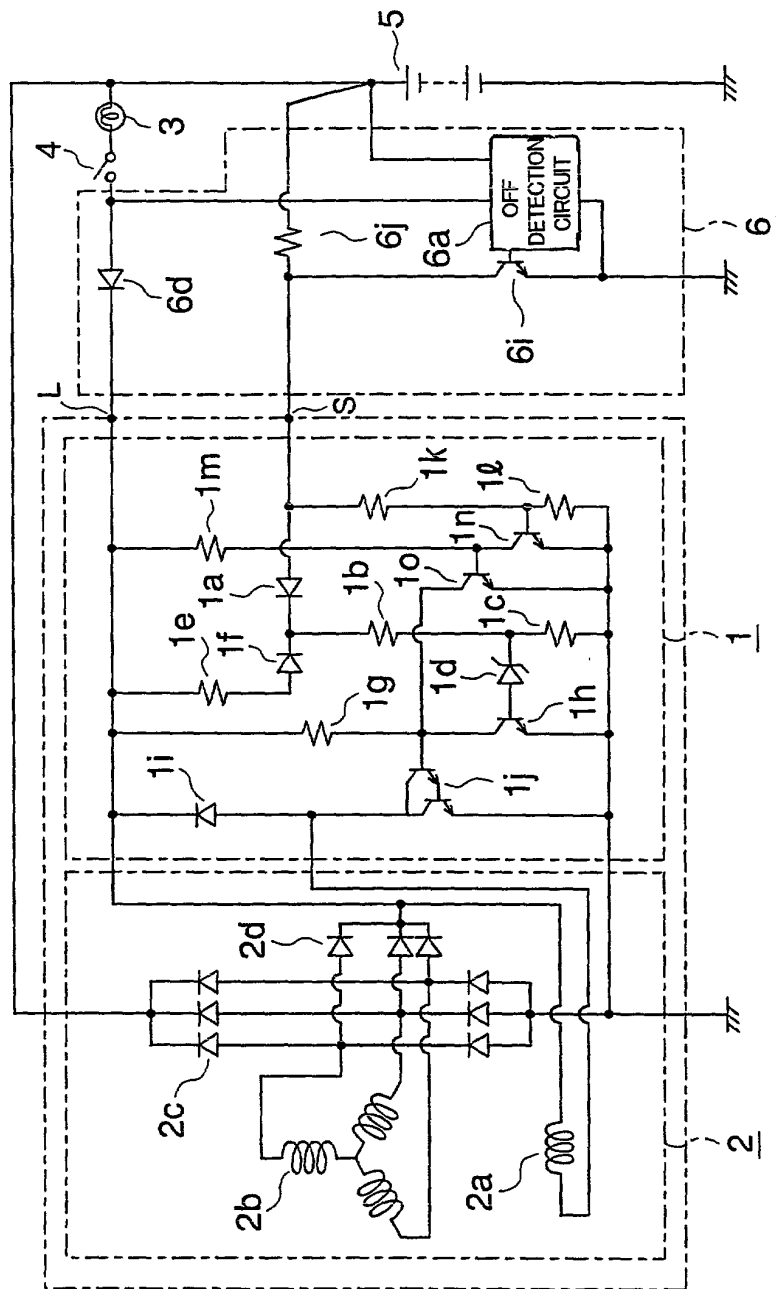 5
3
4
6j
OFF
DETECTION
CIRCUIT
6a
6d
6i
6
L
S
1m
1k
1ℓ
1n
1a
1o
1e
1b
1c
1f
1g
1d
1h
1i
1j
1
2d
2c
2b
2a
2